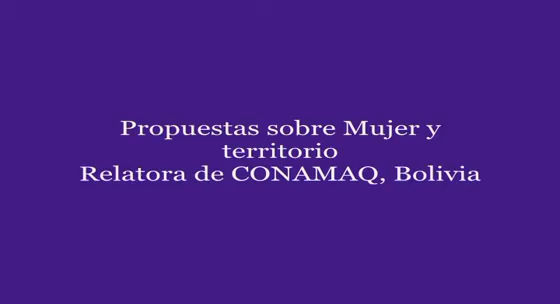 Propuestas sobre Mujer y
territorio
Relatora de CONAMAQ, Bolivia